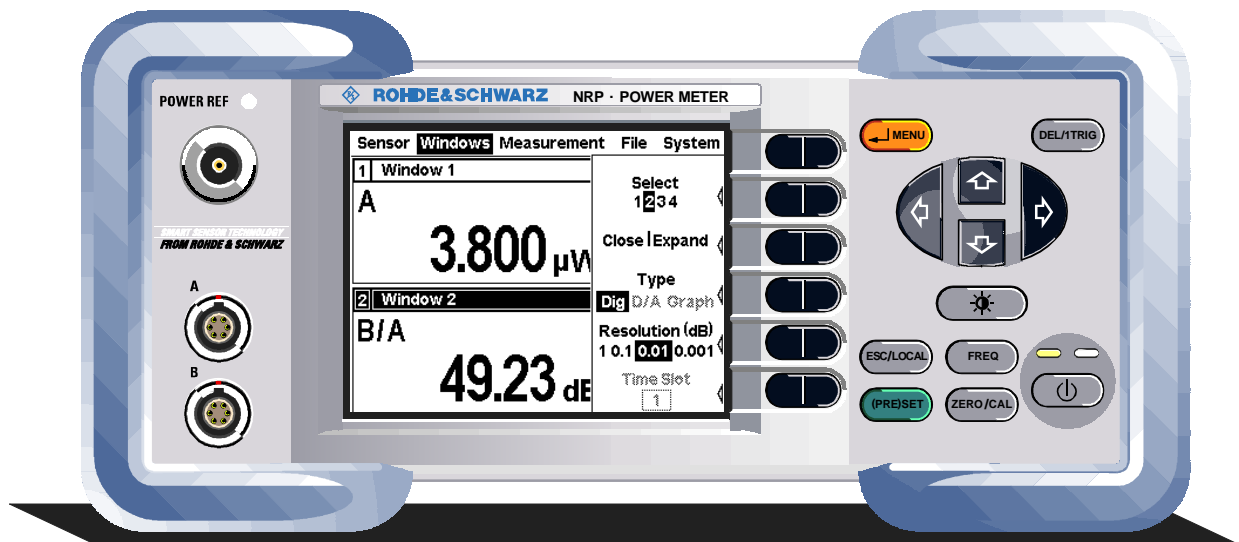 POWER REF
ROHDE&SCHWARZ NRP · POWER METER
SMART SENSOR TECHNOLOGY
FROM ROHDE & SCHWARZ
A
B
Sensor Windows Measurement File System
1 Window 1
A
3.800 µW
2 Window 2
B/A
49.23 dB
Select
1 2 3 4
Close|Expand
Type
Dig D/A Graph
Resolution (dB)
1 0.1 0.01 0.001
Time Slot
1
MENU
DEL/1TRIG
ESC/LOCAL
FREQ
(PRE)SET
ZERO/CAL